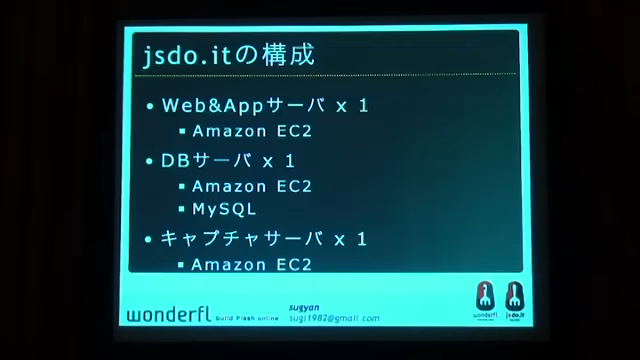 jsdo.itの構成
Web&Appサーバ x 1
Amazon EC2
DBサーバ x 1
Amazon EC2
MySQL
キャプチャサーバ x 1
Amazon EC2
wonderfl build Flash online
sugyan
sugi1982@gmail.com
wonderfl
jsdo.it